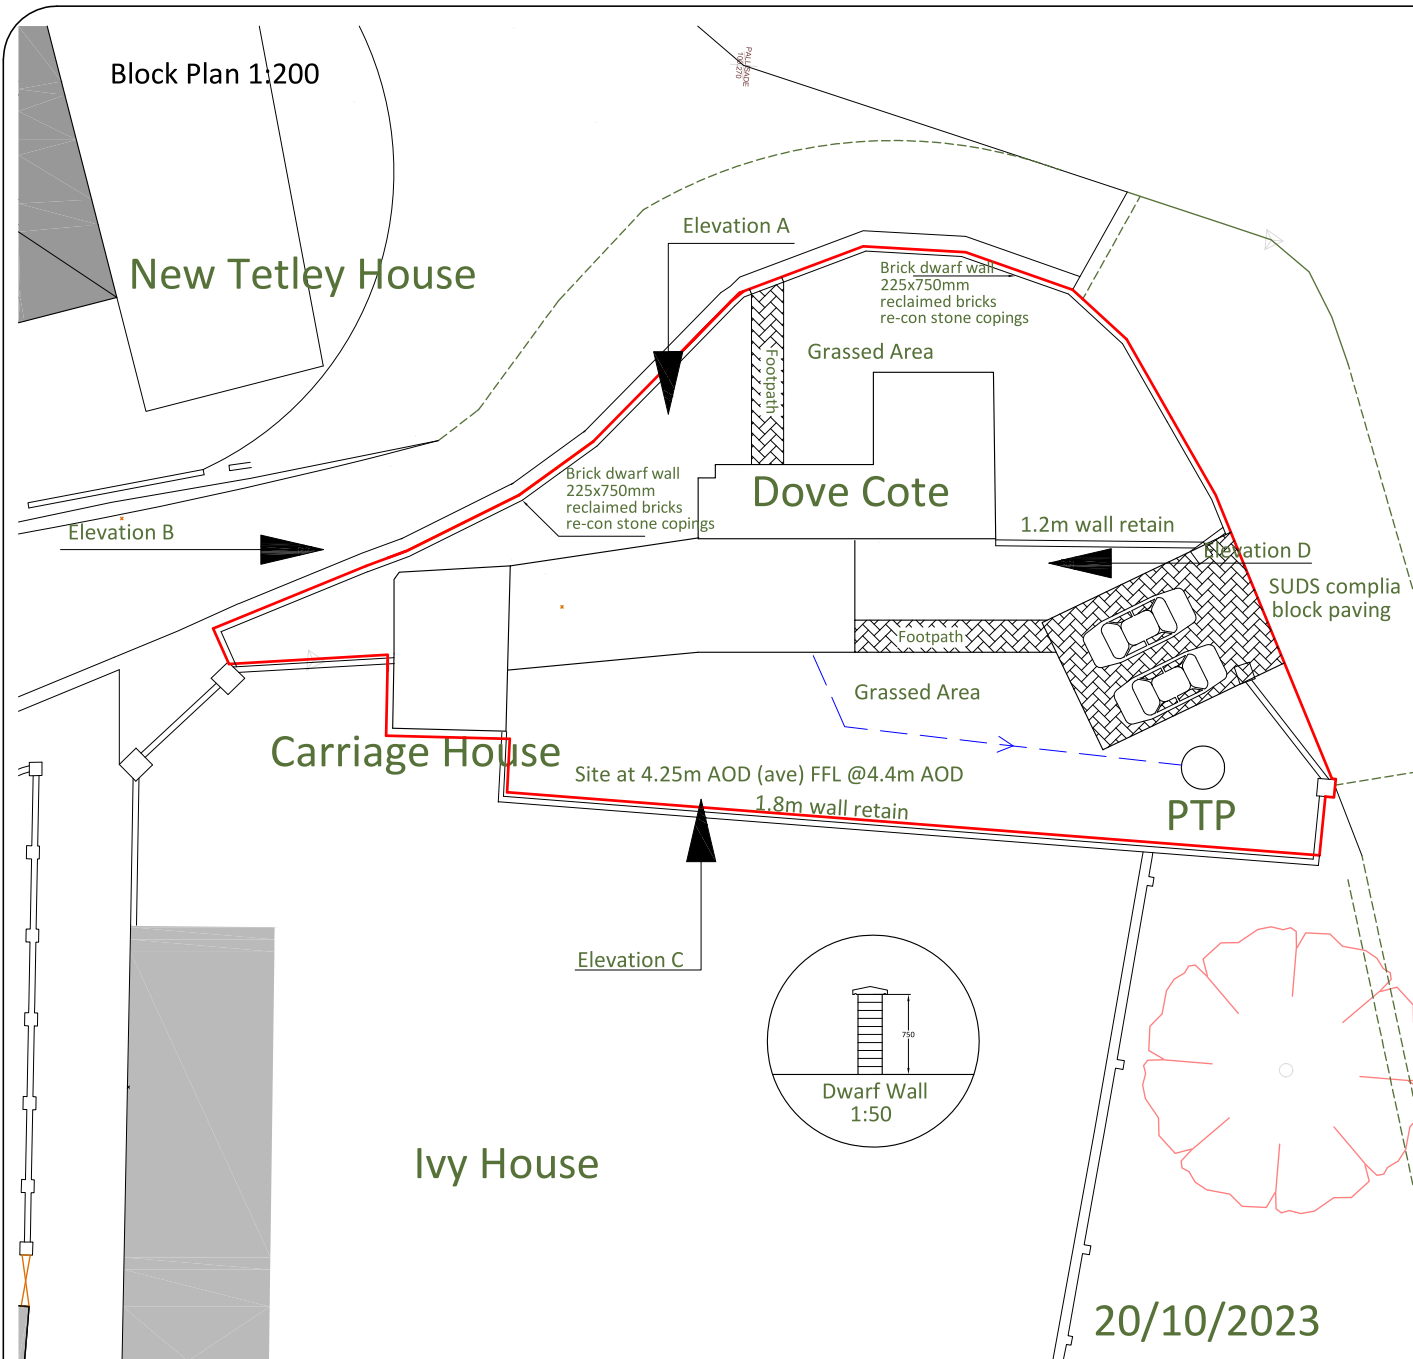 Block Plan 1:200
PALISADE
New Tetley House
Elevation A
Brick dwarf wall
225x750mm
reclaimed bricks
re-con stone copings
Grassed Area
Footpath
Brick dwarf wall
225x750mm
reclaimed bricks
re-con stone copings
Dove Cote
Elevation B
1.2m wall retain
Elevation D
SUDS complia
block paving
Footpath
Grassed Area
Carriage House
Site at 4.25m AOD (ave) FFL @4.4m AOD
1.8m wall retain
PTP
Elevation C
750
Dwarf Wall
1:50
Ivy House
20/10/2023